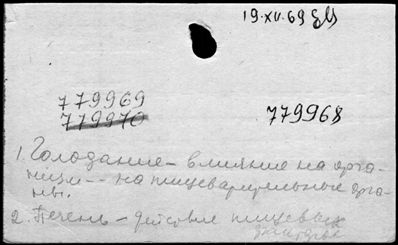 19.XII.69
779969
779970
779968
1. Голодание – влияние на орга-
низм – на пищеварительные орга-
ны.
2. Печень – действие пищевых